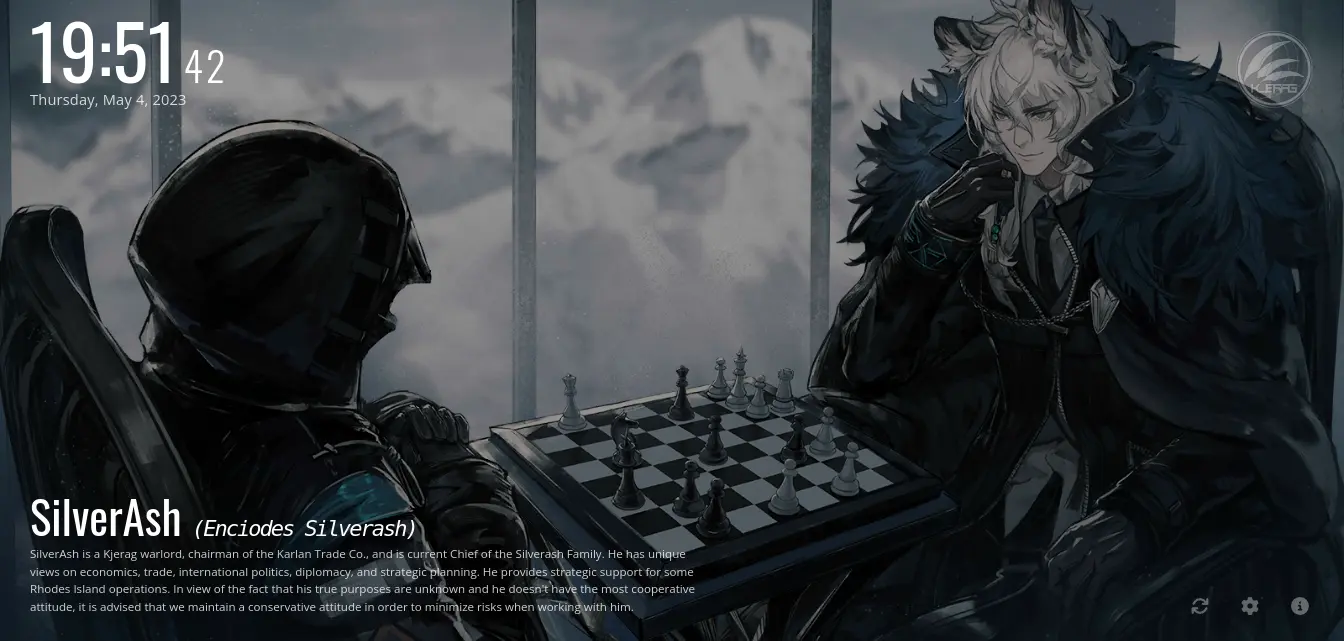 19:51 42
Thursday, May 4, 2023
KJERAG
SilverAsh (Enciodes Silverash)
SilverAsh is a Kjerag warlord, chairman of the Karlan Trade Co., and is current Chief of the Silverash Family. He has unique
views on economics, trade, international politics, diplomacy, and strategic planning. He provides strategic support for some
Rhodes Island operations. In view of the fact that his true purposes are unknown and he doesn't have the most cooperative
attitude, it is advised that we maintain a conservative attitude in order to minimize risks when working with him.